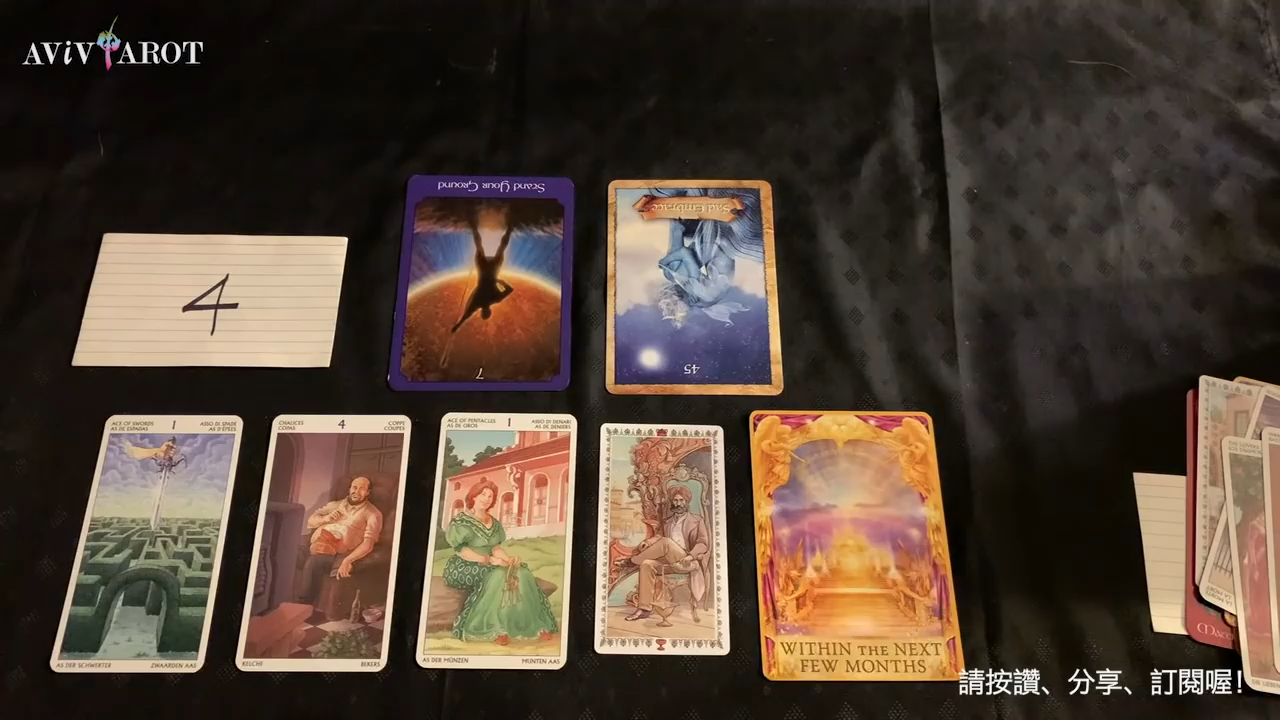 AViVTAROT
4
Stand Your Ground
7
Sad Embrace
45
ACE OF SWORDS
AS DE ESPADAS
1
ASSO DI SPADE
AS D'EPEES
AS DER SCHWERTER
ZWAARDEN AAS
CHALICES
COPAS
4
COPPE
COUPES
KELCHE
BEKERS
ACE OF PENTACLES
AS DE OROS
1
ASSO DI DENARI
AS DE DENIERS
AS DER MÜNZEN
MUNTEN AAS
WITHIN THE NEXT
FEW MONTHS
請按讚、分享、訂閱喔!